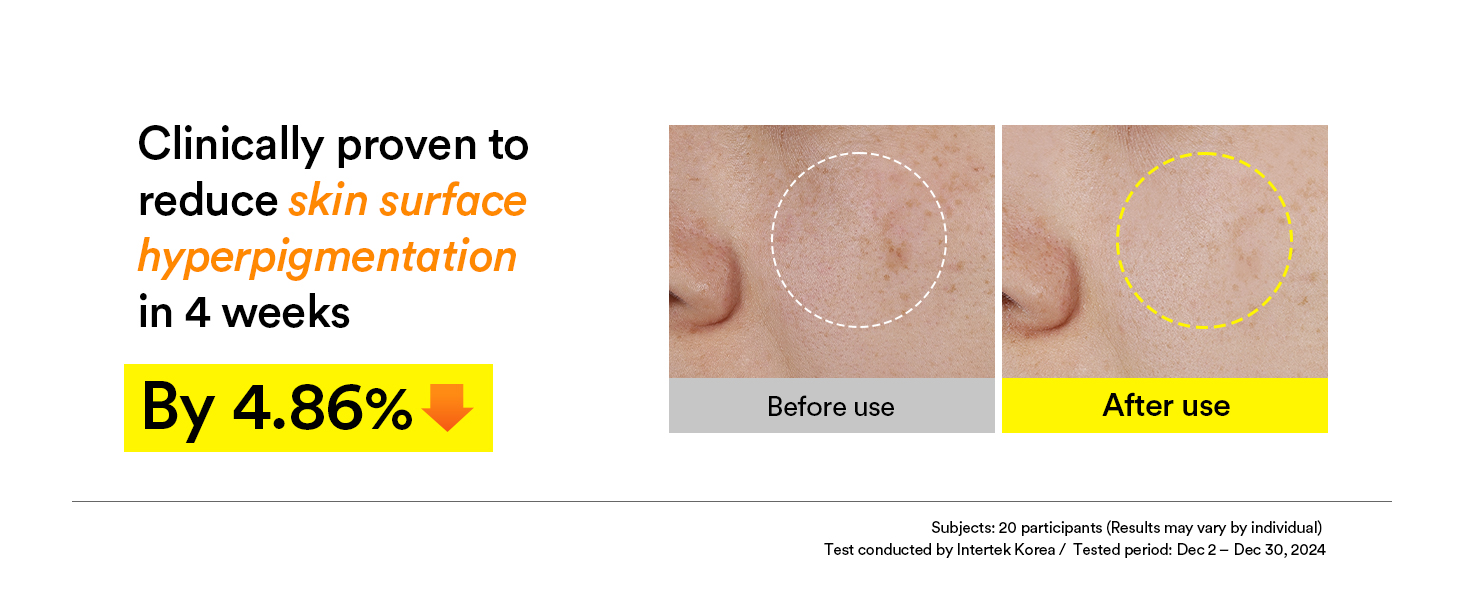 Clinically proven to
reduce skin surface
hyperpigmentation
in 4 weeks
By 4.86%
Before use
After use
Subjects: 20 participants (Results may vary by individual)
Test conducted by Intertek Korea / Tested period: Dec 2 – Dec 30, 2024